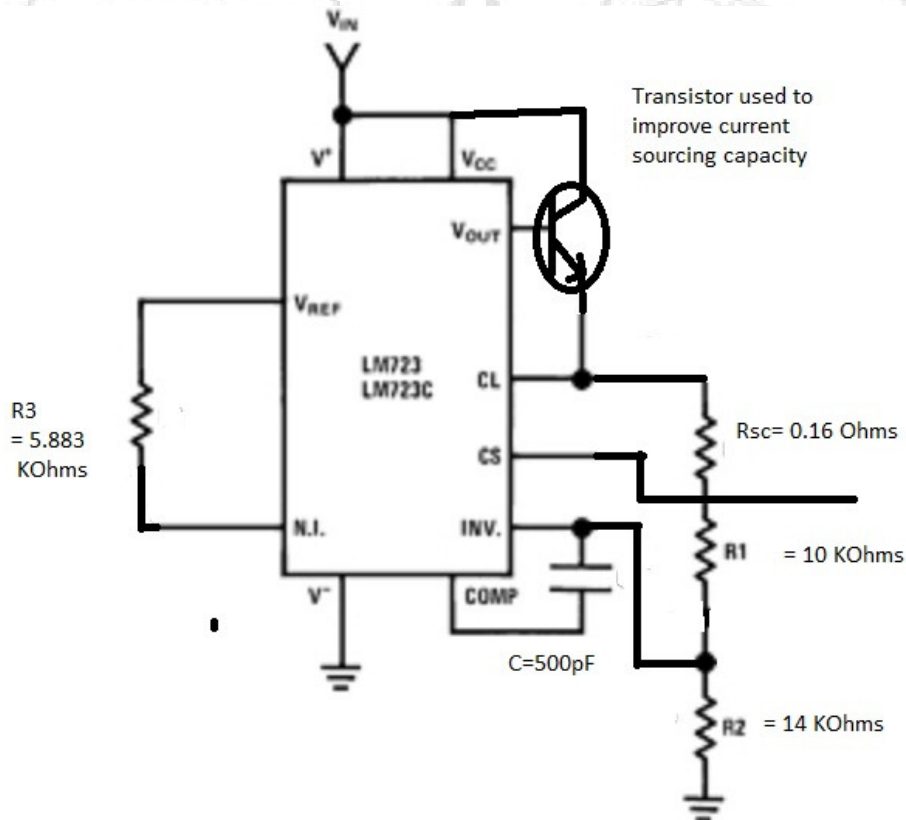 VIN
Transistor used to
improve current
sourcing capacity
V+
VCC
VOUT
VREF
LM723
LM723C
CL
R3
= 5.883
KOhms
Rsc= 0.16 Ohms
CS
N.I.
INV.
R1
= 10 KOhms
V-
COMP
C=500pF
R2
= 14 KOhms